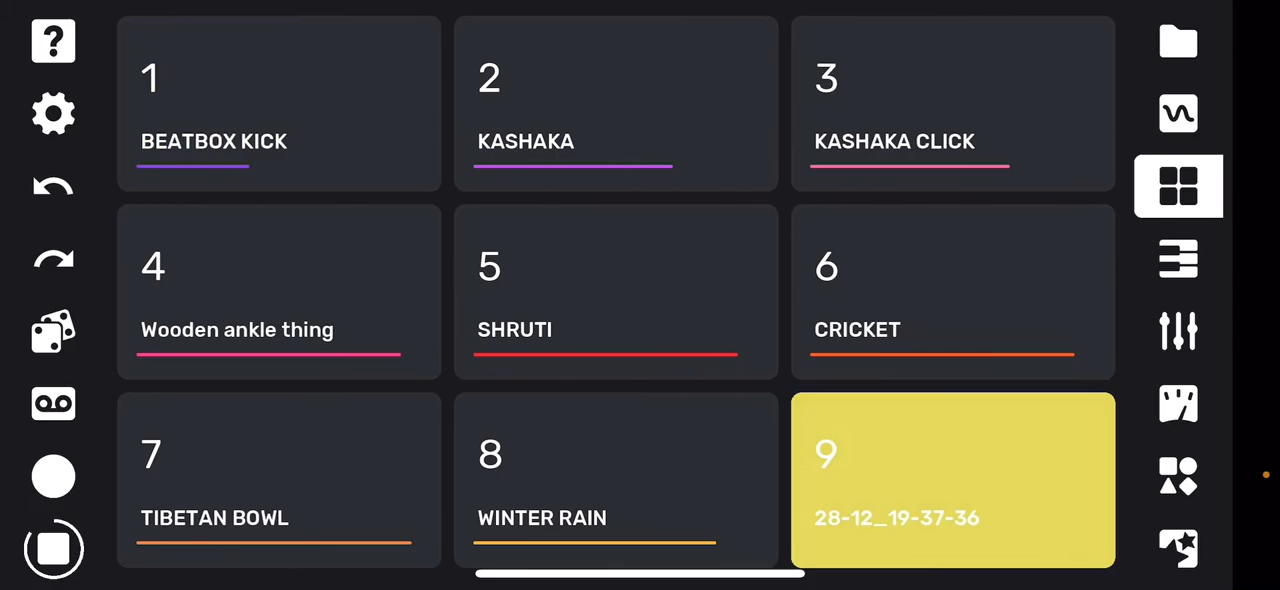 ?
1
BEATBOX KICK
2
KASHAKA
3
KASHAKA CLICK
4
Wooden ankle thing
5
SHRUTI
6
CRICKET
7
TIBETAN BOWL
8
WINTER RAIN
9
28-12_19-37-36